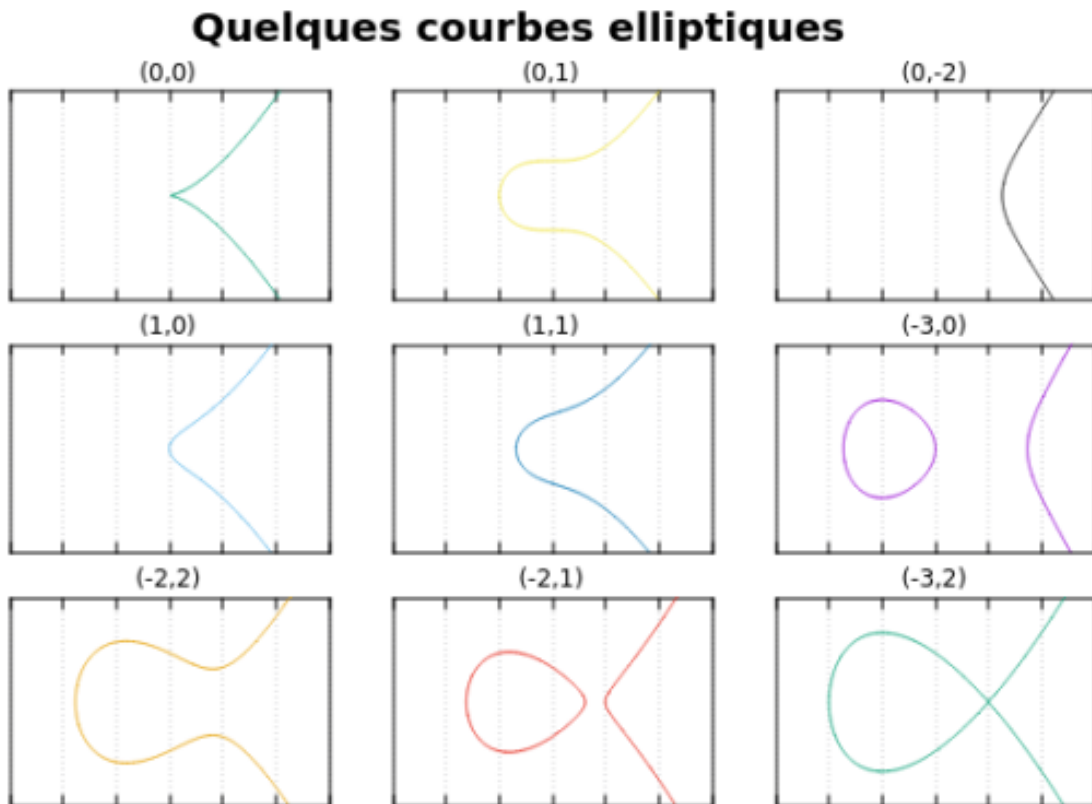 Quelques courbes elliptiques
(0,0) (0,1) (0,-2)
(1,0) (1,1) (-3,0)
(-2,2) (-2,1) (-3,2)